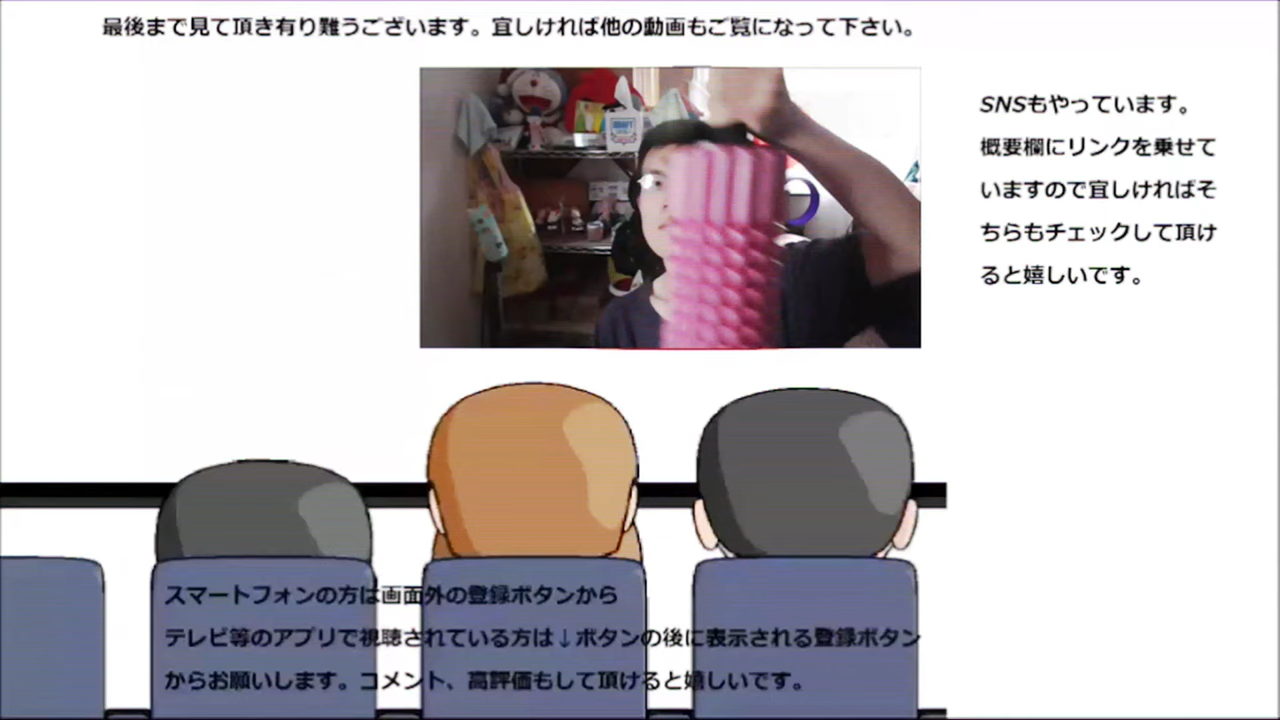 最後まで見て頂き有り難うございます。宜しければ他の動画もご覧になって下さい。
SNSもやっています。
概要欄にリンクを乗せて
いますので宜しければそ
ちらもチェックして頂け
ると嬉しいです。
スマートフォンの方は画面外の登録ボタンから
テレビ等のアプリで視聴されている方は↓ボタンの後に表示される登録ボタン
からお願いします。コメント、高評価もして頂けると嬉しいです。